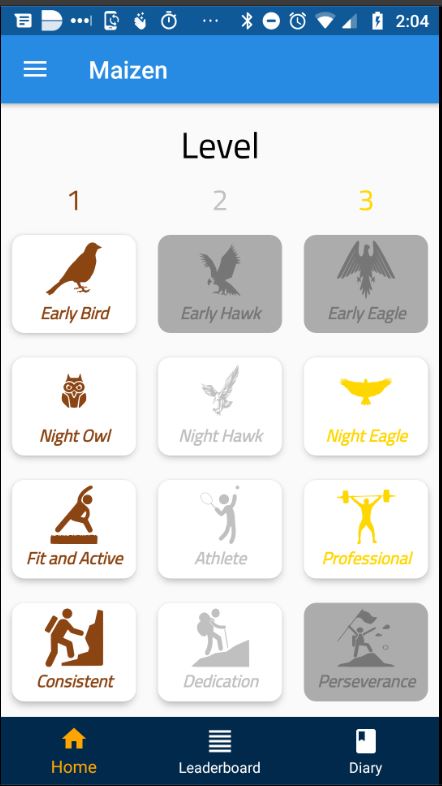 2:04
Maizen
Level
1 2 3
Early Bird Early Hawk Early Eagle
Night Owl Night Hawk Night Eagle
Fit and Active Athlete Professional
Consistent Dedication Perseverance
Home Leaderboard Diary